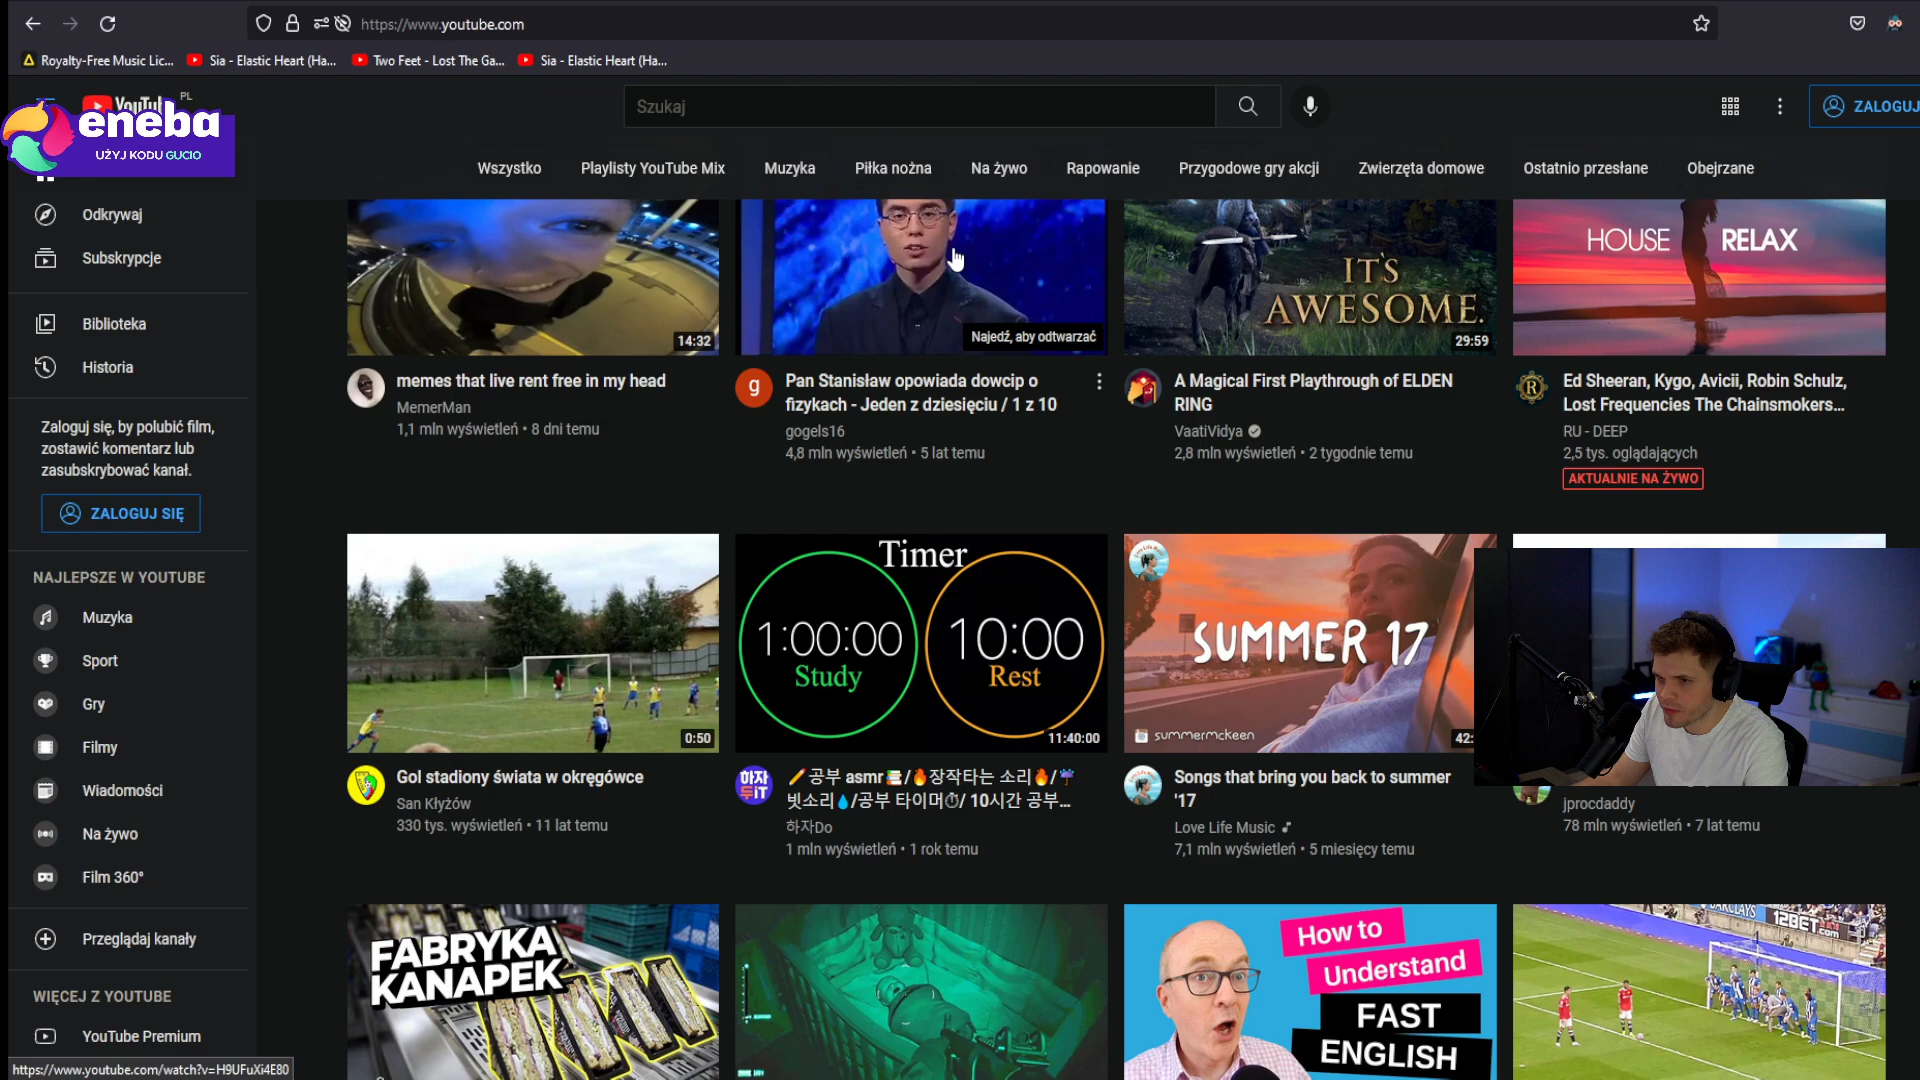 https://www.youtube.com
Royalty-Free Music Lic...
Sia - Elastic Heart (Ha...
Two Feet - Lost The Ga...
Sia - Elastic Heart (Ha...
PL
YouTu
eneba
UŻYJ KODU GUCIO
Szukaj
ZALOGUJ
Wszystko
Playlisty YouTube Mix
Muzyka
Piłka nożna
Na żywo
Rapowanie
Przygodowe gry akcji
Zwierzęta domowe
Ostatnio przesłane
Obejrzane
Odkrywaj
Subskrypcje
Biblioteka
Historia
Zaloguj się, by polubić film,
zostawić komentarz lub
zasubskrybować kanał.
ZALOGUJ SIĘ
NAJLEPSZE W YOUTUBE
Muzyka
Sport
Gry
Filmy
Wiadomości
Na żywo
Film 360°
Przeglądaj kanały
WIĘCEJ Z YOUTUBE
YouTube Premium
https://www.youtube.com/watch?v=H9UFuXi4E80
14:32
memes that live rent free in my head
MemerMan
1,1 mln wyświetleń • 8 dni temu
Najedź, aby odtwarzać
g
Pan Stanisław opowiada dowcip o
fizykach - Jeden z dziesięciu / 1 z 10
gogels16
4,8 mln wyświetleń • 5 lat temu
IT'S
AWESOME.
29:59
A Magical First Playthrough of ELDEN
RING
VaatiVidya
2,8 mln wyświetleń • 2 tygodnie temu
HOUSE RELAX
R
Ed Sheeran, Kygo, Avicii, Robin Schulz,
Lost Frequencies The Chainsmokers...
RU - DEEP
2,5 tys. oglądających
AKTUALNIE NA ŻYWO
0:50
Gol stadiony świata w okręgówce
San Kłyżów
330 tys. wyświetleń • 11 lat temu
Timer
1:00:00
Study
10:00
Rest
11:40:00
하자
두IT
✏️공부 asmr📚/🔥장작타는 소리🔥/☔
빗소리💧/공부 타이머⏱/ 10시간 공부...
하자Do
1 mln wyświetleń • 1 rok temu
SUMMER 17
summermckeen
42:
Songs that bring you back to summer
'17
Love Life Music
7,1 mln wyświetleń • 5 miesięcy temu
jprocdaddy
78 mln wyświetleń • 7 lat temu
FABRYKA
KANAPEK
How to
Understand
FAST
ENGLISH
BARCLAYS
12BET.com